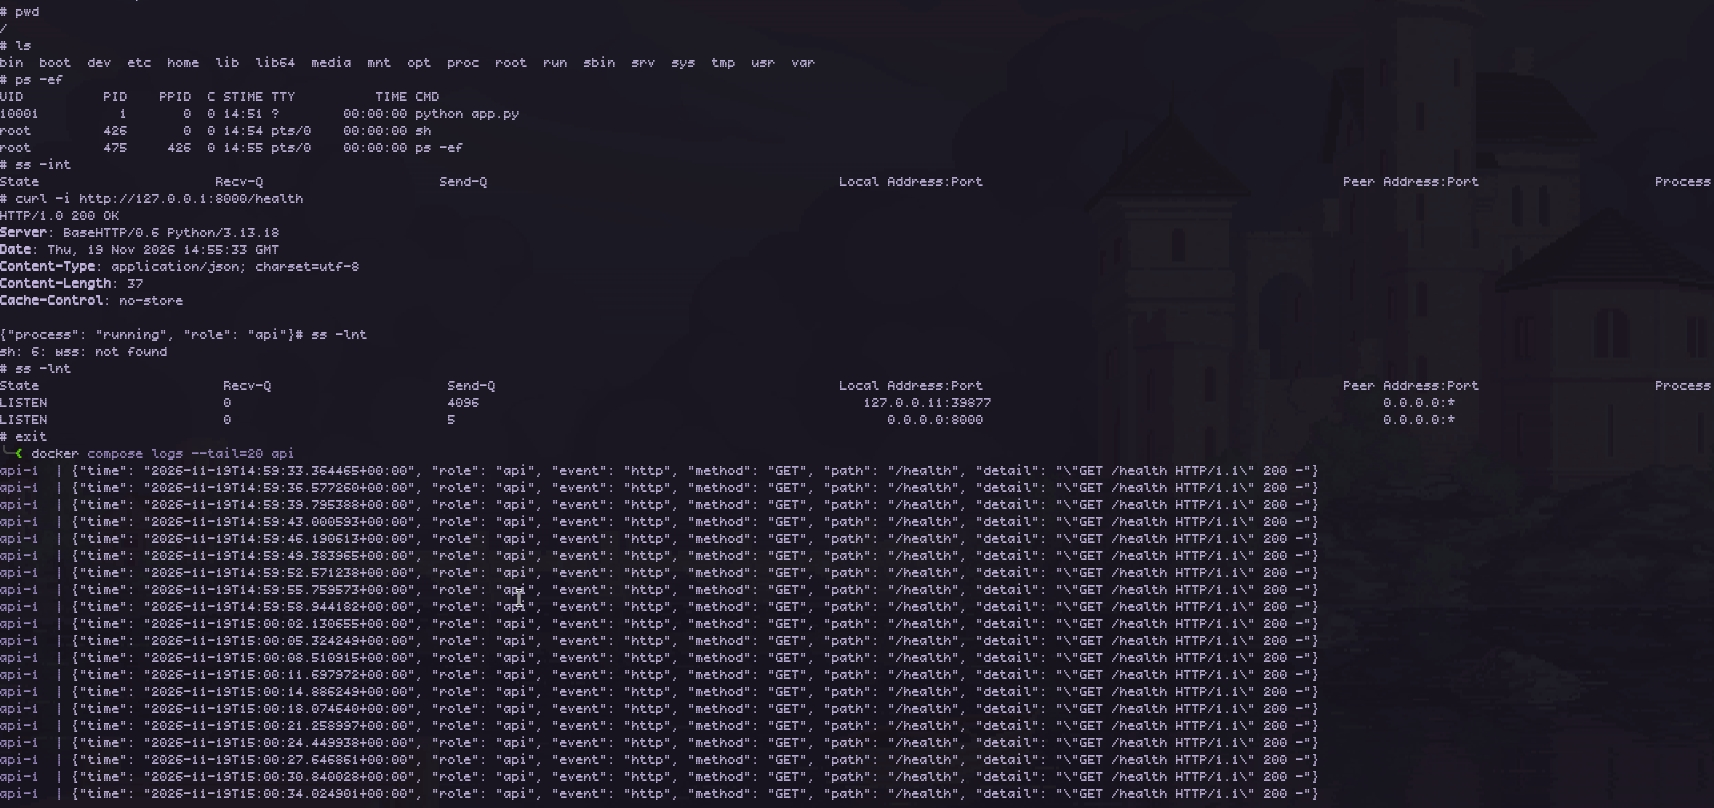 # pwd
/
# ls
bin  boot  dev  etc  home  lib  lib64  media  mnt  opt  proc  root  run  sbin  srv  sys  tmp  usr  var
# ps -ef
UID          PID    PPID  C STIME TTY          TIME CMD
10001          1       0  0 14:51 ?        00:00:00 python app.py
root         426       0  0 14:54 pts/0    00:00:00 sh
root         475     426  0 14:55 pts/0    00:00:00 ps -ef
# ss -int
State                      Recv-Q                      Send-Q                                            Local Address:Port                                             Peer Address:Port                      Process
# curl -i http://127.0.0.1:8000/health
HTTP/1.0 200 OK
Server: BaseHTTP/0.6 Python/3.13.18
Date: Thu, 19 Nov 2026 14:55:33 GMT
Content-Type: application/json; charset=utf-8
Content-Length: 37
Cache-Control: no-store
{"process": "running", "role": "api"}# ss -lnt
sh: 6: wss: not found
# ss -lnt
State                       Recv-Q                      Send-Q                                           Local Address:Port                                             Peer Address:Port                      Process
LISTEN                      0                           4096                                                127.0.0.11:39877                                                 0.0.0.0:*
LISTEN                      0                           5                                                      0.0.0.0:8000                                                  0.0.0.0:*
# exit
docker compose logs --tail=20 api
api-1  | {"time": "2026-11-19T14:59:33.364465+00:00", "role": "api", "event": "http", "method": "GET", "path": "/health", "detail": "\"GET /health HTTP/1.1\" 200 -"}
api-1  | {"time": "2026-11-19T14:59:36.577260+00:00", "role": "api", "event": "http", "method": "GET", "path": "/health", "detail": "\"GET /health HTTP/1.1\" 200 -"}
api-1  | {"time": "2026-11-19T14:59:39.795388+00:00", "role": "api", "event": "http", "method": "GET", "path": "/health", "detail": "\"GET /health HTTP/1.1\" 200 -"}
api-1  | {"time": "2026-11-19T14:59:43.000593+00:00", "role": "api", "event": "http", "method": "GET", "path": "/health", "detail": "\"GET /health HTTP/1.1\" 200 -"}
api-1  | {"time": "2026-11-19T14:59:46.190613+00:00", "role": "api", "event": "http", "method": "GET", "path": "/health", "detail": "\"GET /health HTTP/1.1\" 200 -"}
api-1  | {"time": "2026-11-19T14:59:49.383965+00:00", "role": "api", "event": "http", "method": "GET", "path": "/health", "detail": "\"GET /health HTTP/1.1\" 200 -"}
api-1  | {"time": "2026-11-19T14:59:52.571238+00:00", "role": "api", "event": "http", "method": "GET", "path": "/health", "detail": "\"GET /health HTTP/1.1\" 200 -"}
api-1  | {"time": "2026-11-19T14:59:55.759573+00:00", "role": "api", "event": "http", "method": "GET", "path": "/health", "detail": "\"GET /health HTTP/1.1\" 200 -"}
api-1  | {"time": "2026-11-19T14:59:58.944182+00:00", "role": "api", "event": "http", "method": "GET", "path": "/health", "detail": "\"GET /health HTTP/1.1\" 200 -"}
api-1  | {"time": "2026-11-19T15:00:02.130655+00:00", "role": "api", "event": "http", "method": "GET", "path": "/health", "detail": "\"GET /health HTTP/1.1\" 200 -"}
api-1  | {"time": "2026-11-19T15:00:05.324249+00:00", "role": "api", "event": "http", "method": "GET", "path": "/health", "detail": "\"GET /health HTTP/1.1\" 200 -"}
api-1  | {"time": "2026-11-19T15:00:08.510915+00:00", "role": "api", "event": "http", "method": "GET", "path": "/health", "detail": "\"GET /health HTTP/1.1\" 200 -"}
api-1  | {"time": "2026-11-19T15:00:11.697972+00:00", "role": "api", "event": "http", "method": "GET", "path": "/health", "detail": "\"GET /health HTTP/1.1\" 200 -"}
api-1  | {"time": "2026-11-19T15:00:14.886249+00:00", "role": "api", "event": "http", "method": "GET", "path": "/health", "detail": "\"GET /health HTTP/1.1\" 200 -"}
api-1  | {"time": "2026-11-19T15:00:18.074640+00:00", "role": "api", "event": "http", "method": "GET", "path": "/health", "detail": "\"GET /health HTTP/1.1\" 200 -"}
api-1  | {"time": "2026-11-19T15:00:21.258997+00:00", "role": "api", "event": "http", "method": "GET", "path": "/health", "detail": "\"GET /health HTTP/1.1\" 200 -"}
api-1  | {"time": "2026-11-19T15:00:24.449938+00:00", "role": "api", "event": "http", "method": "GET", "path": "/health", "detail": "\"GET /health HTTP/1.1\" 200 -"}
api-1  | {"time": "2026-11-19T15:00:27.646861+00:00", "role": "api", "event": "http", "method": "GET", "path": "/health", "detail": "\"GET /health HTTP/1.1\" 200 -"}
api-1  | {"time": "2026-11-19T15:00:30.840028+00:00", "role": "api", "event": "http", "method": "GET", "path": "/health", "detail": "\"GET /health HTTP/1.1\" 200 -"}
api-1  | {"time": "2026-11-19T15:00:34.024901+00:00", "role": "api", "event": "http", "method": "GET", "path": "/health", "detail": "\"GET /health HTTP/1.1\" 200 -"}